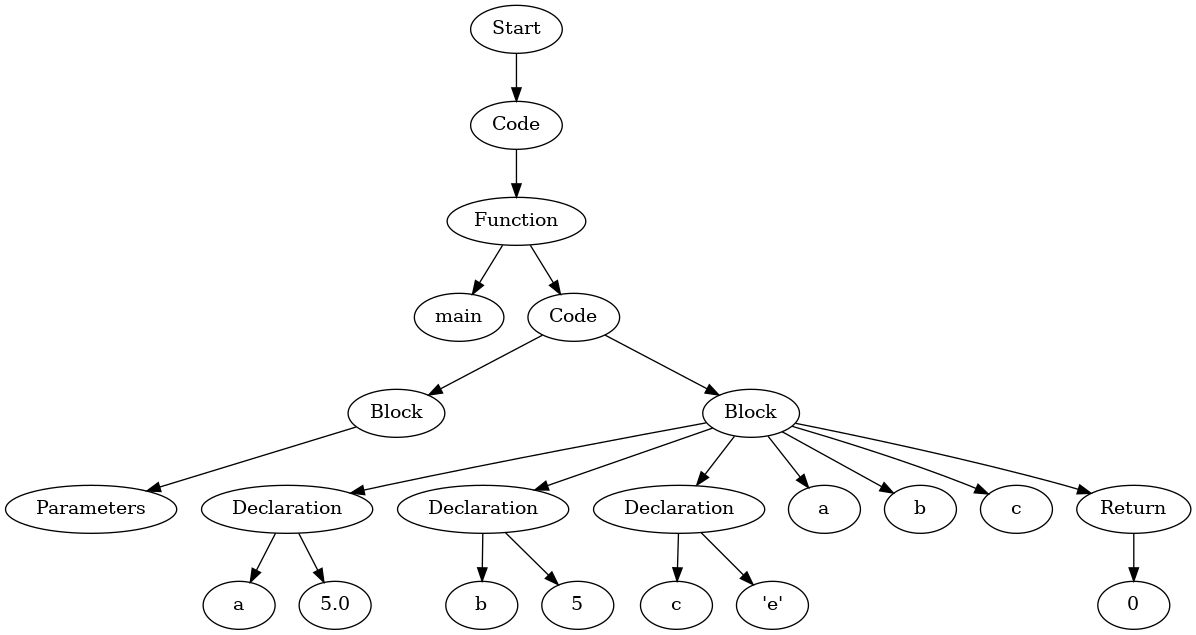 Start
Code
Function
main
Code
Block
Block
Parameters
Declaration
Declaration
Declaration
a
b
c
Return
a
5.0
b
5
c
'e'
0